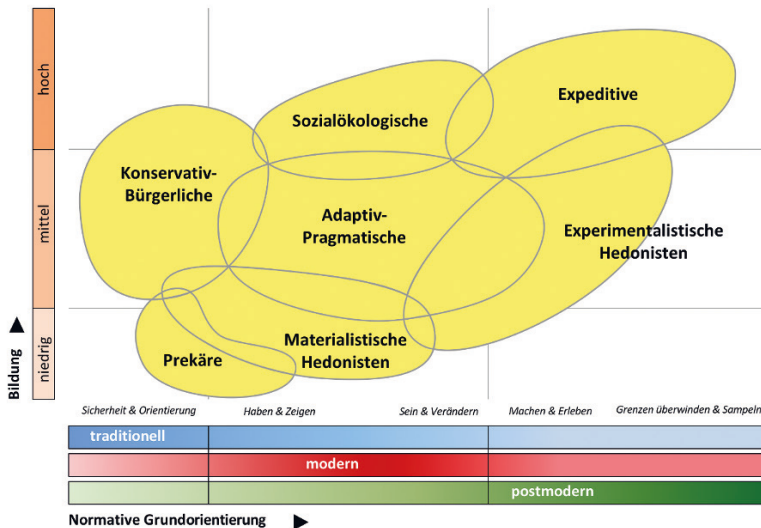 hoch
mittel
niedrig
Bildung
Sozialökologische
Expeditive
Konservativ-
Bürgerliche
Adaptiv-
Pragmatische
Experimentalistische
Hedonisten
Materialistische
Hedonisten
Prekäre
Sicherheit & Orientierung
Haben & Zeigen
Sein & Verändern
Machen & Erleben
Grenzen überwinden & Sampeln
traditionell
modern
postmodern
Normative Grundorientierung